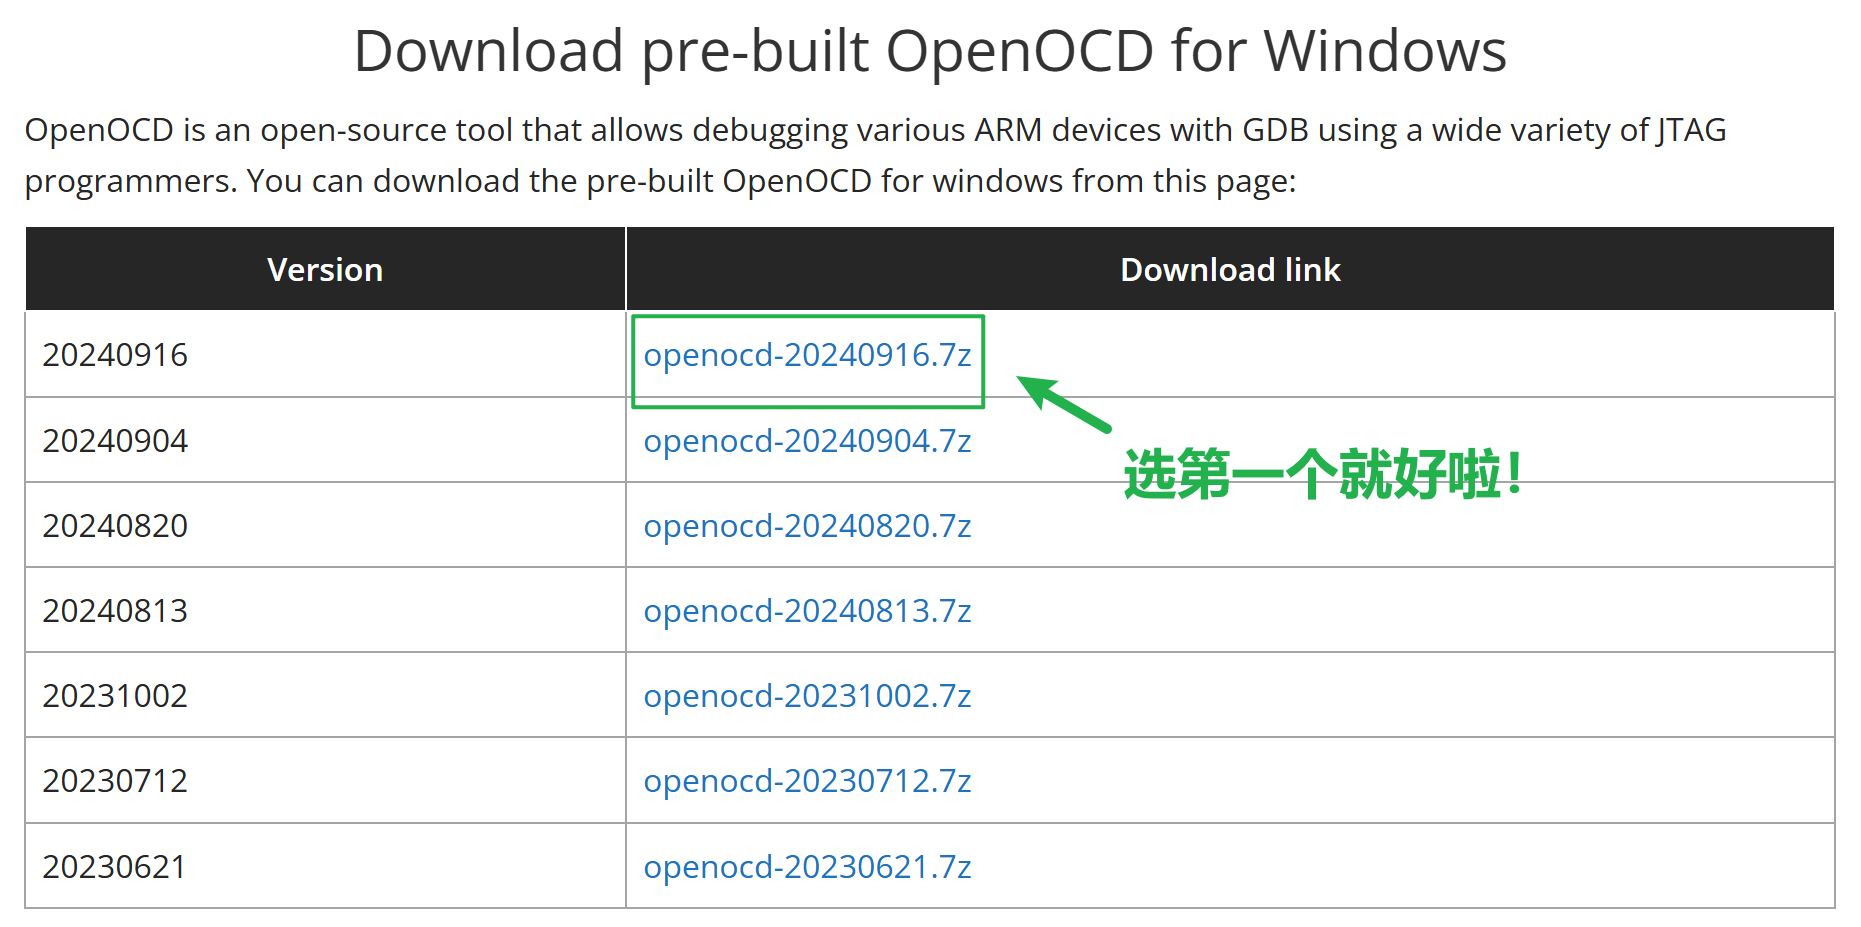 Download pre-built OpenOCD for Windows
OpenOCD is an open-source tool that allows debugging various ARM devices with GDB using a wide variety of JTAG
programmers. You can download the pre-built OpenOCD for windows from this page:
Version Download link
20240916 openocd-20240916.7z
20240904 openocd-20240904.7z
选第一个就好啦！
20240820 openocd-20240820.7z
20240813 openocd-20240813.7z
20231002 openocd-20231002.7z
20230712 openocd-20230712.7z
20230621 openocd-20230621.7z